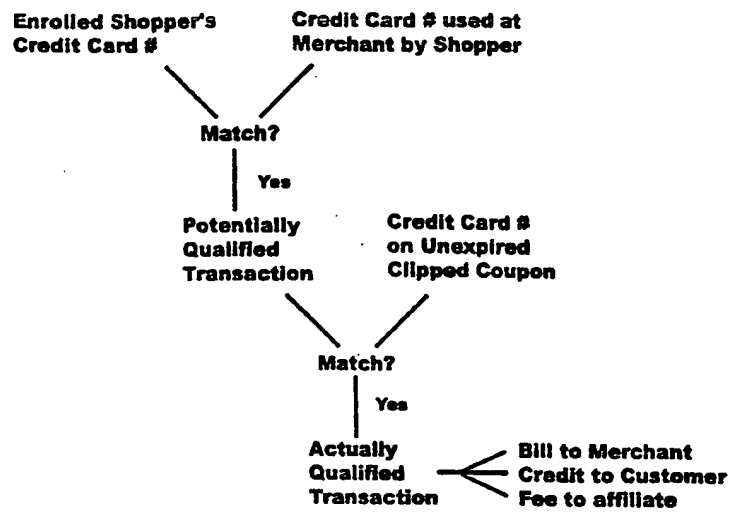 Enrolled Shopper's
Credit Card #
Credit Card # used at
Merchant by Shopper
Match?
Yes
Potentially
Qualified
Transaction
Credit Card #
on Unexpired
Clipped Coupon
Match?
Yes
Actually
Qualified
Transaction
Bill to Merchant
Credit to Customer
Fee to affiliate